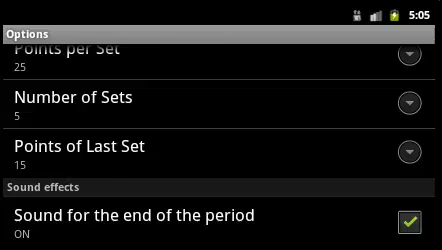 5:05
Options
Points per Set
25
Number of Sets
5
Points of Last Set
15
Sound effects
Sound for the end of the period
ON